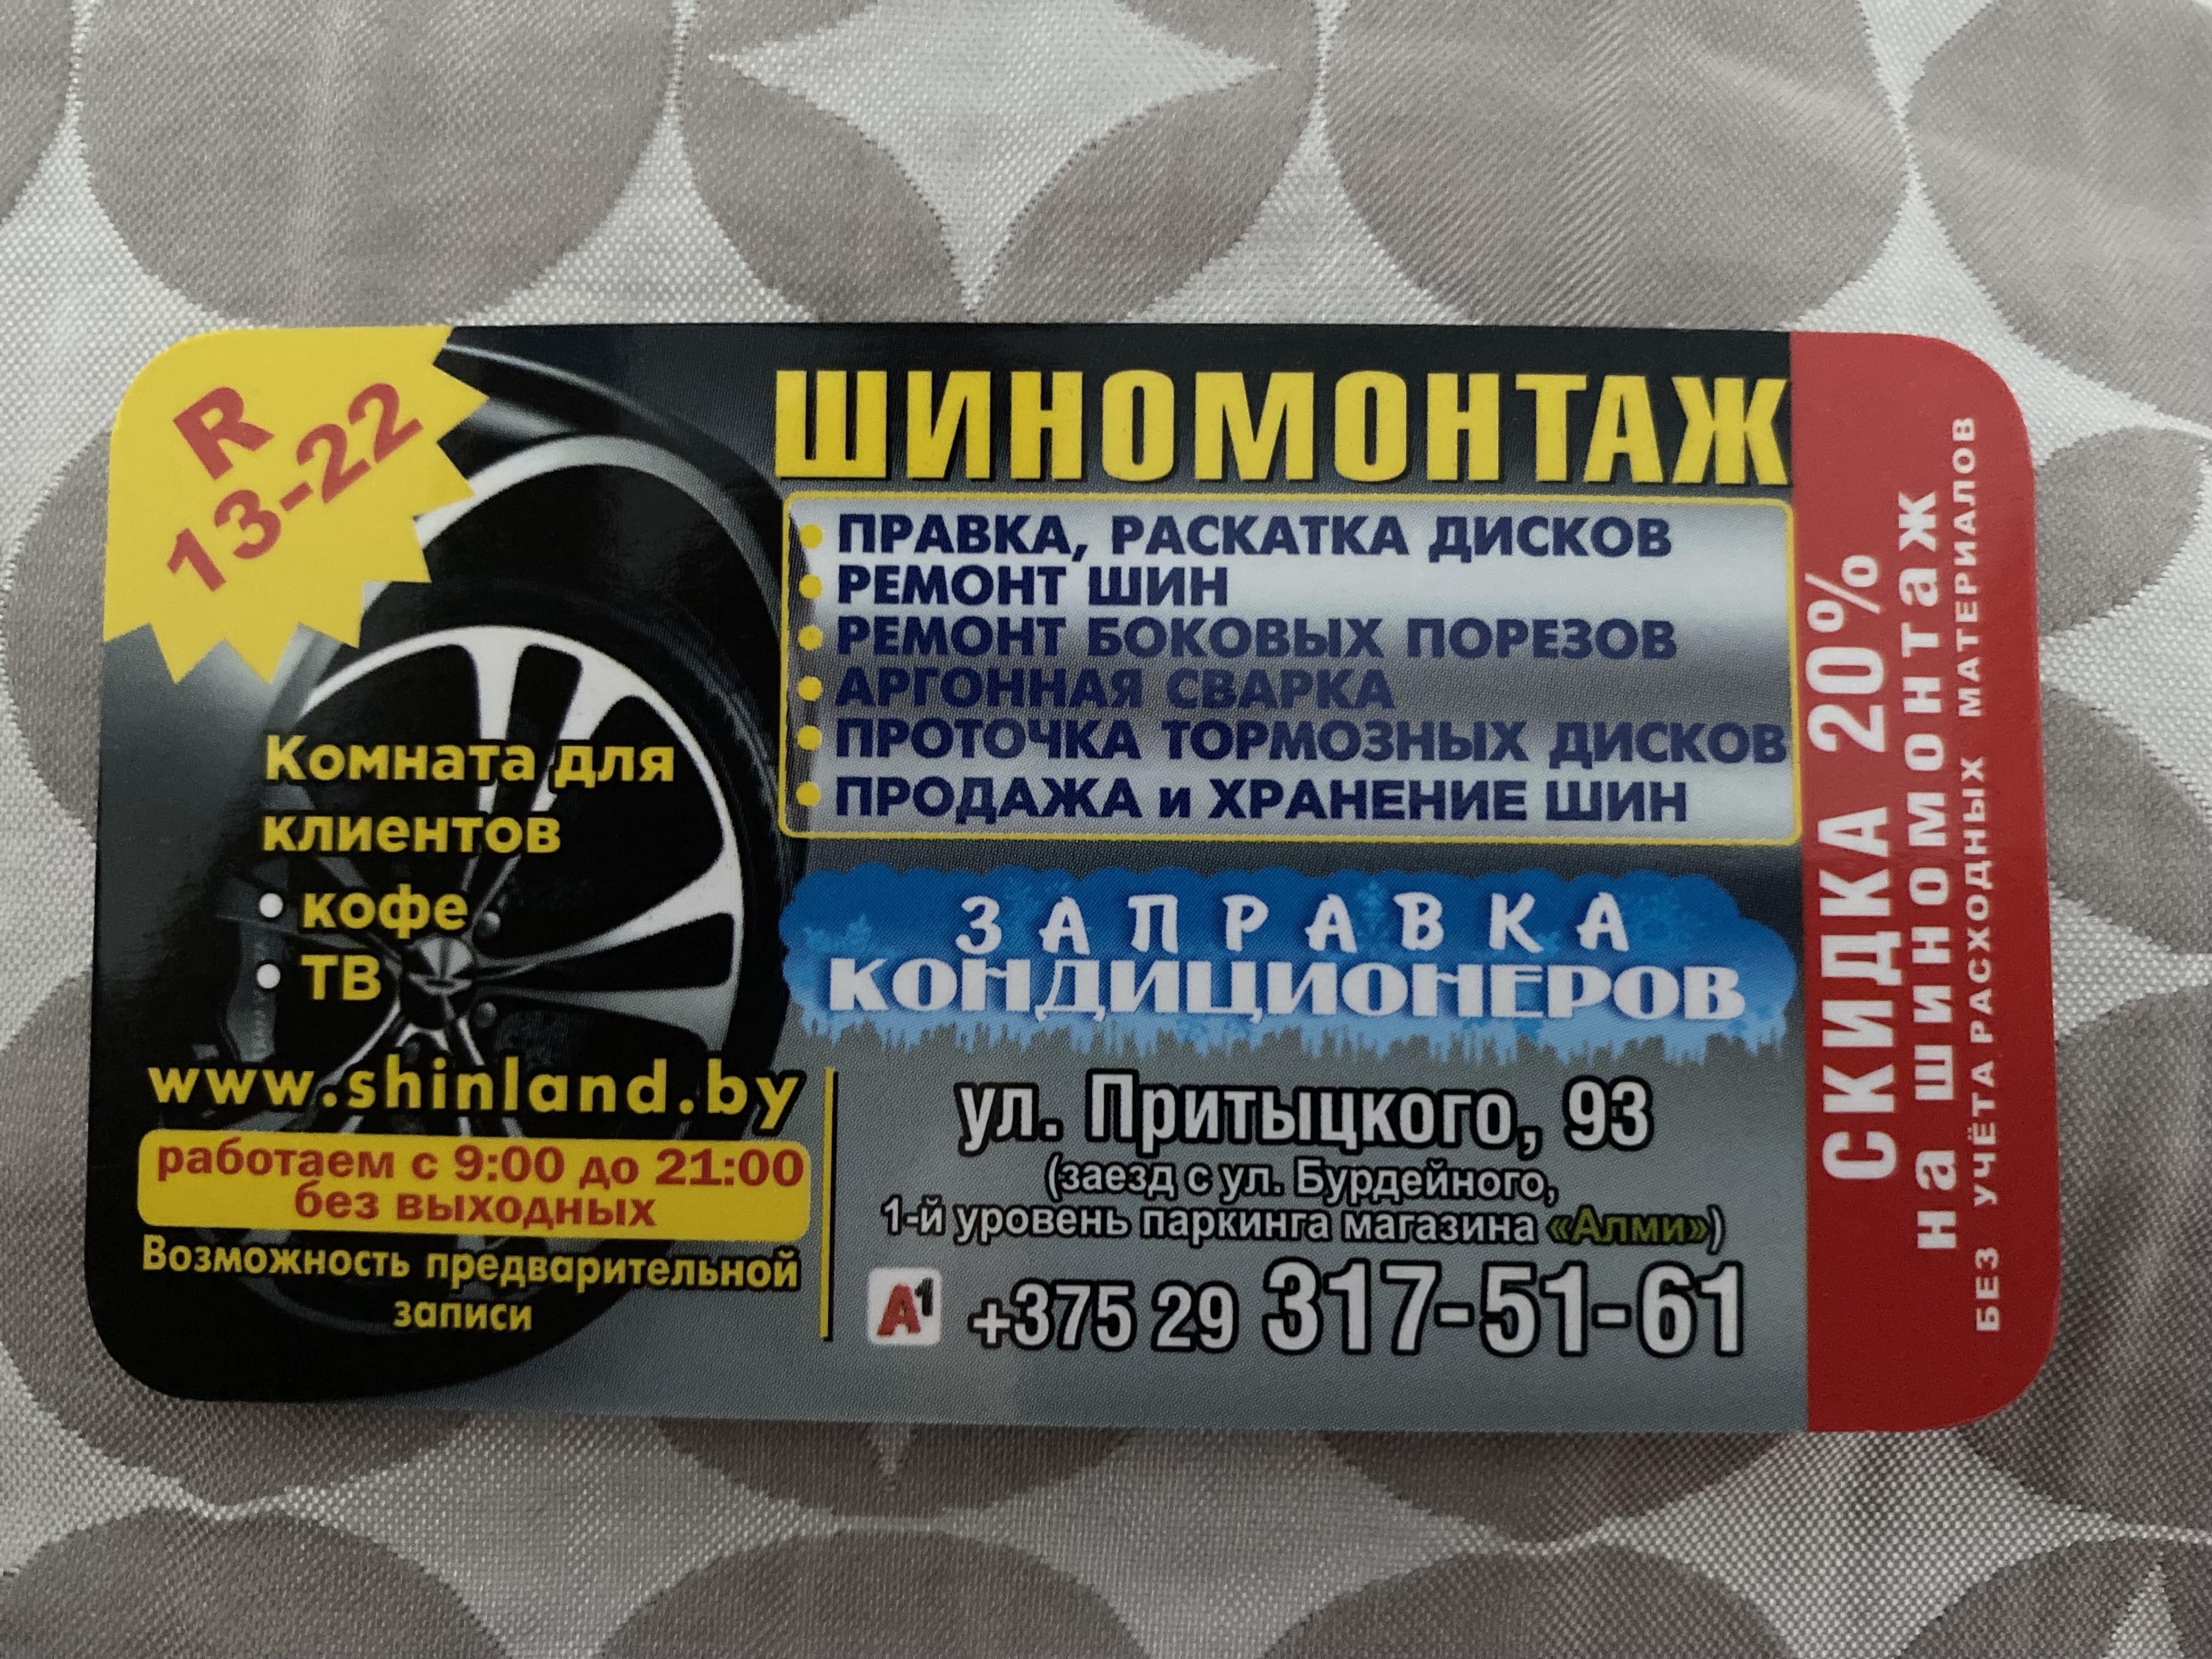 R
13-22
ШИНОМОНТАЖ
ПРАВКА, РАСКАТКА ДИСКОВ
РЕМОНТ ШИН
РЕМОНТ БОКОВЫХ ПОРЕЗОВ
АРГОННАЯ СВАРКА
ПРОТОЧКА ТОРМОЗНЫХ ДИСКОВ
ПРОДАЖА и ХРАНЕНИЕ ШИН
ЗАПРАВКА
КОНДИЦИОНЕРОВ
Комната для
клиентов
• кофе
• ТВ
www.shinland.by
работаем с 9:00 до 21:00
без выходных
Возможность предварительной
записи
ул. Притыцкого, 93
(заезд с ул. Бурдейного,
1-й уровень паркинга магазина «Алми»)
A1 +375 29 317-51-61
СКИДКА 20%
на шиномонтаж
БЕЗ УЧЁТА РАСХОДНЫХ МАТЕРИАЛОВ